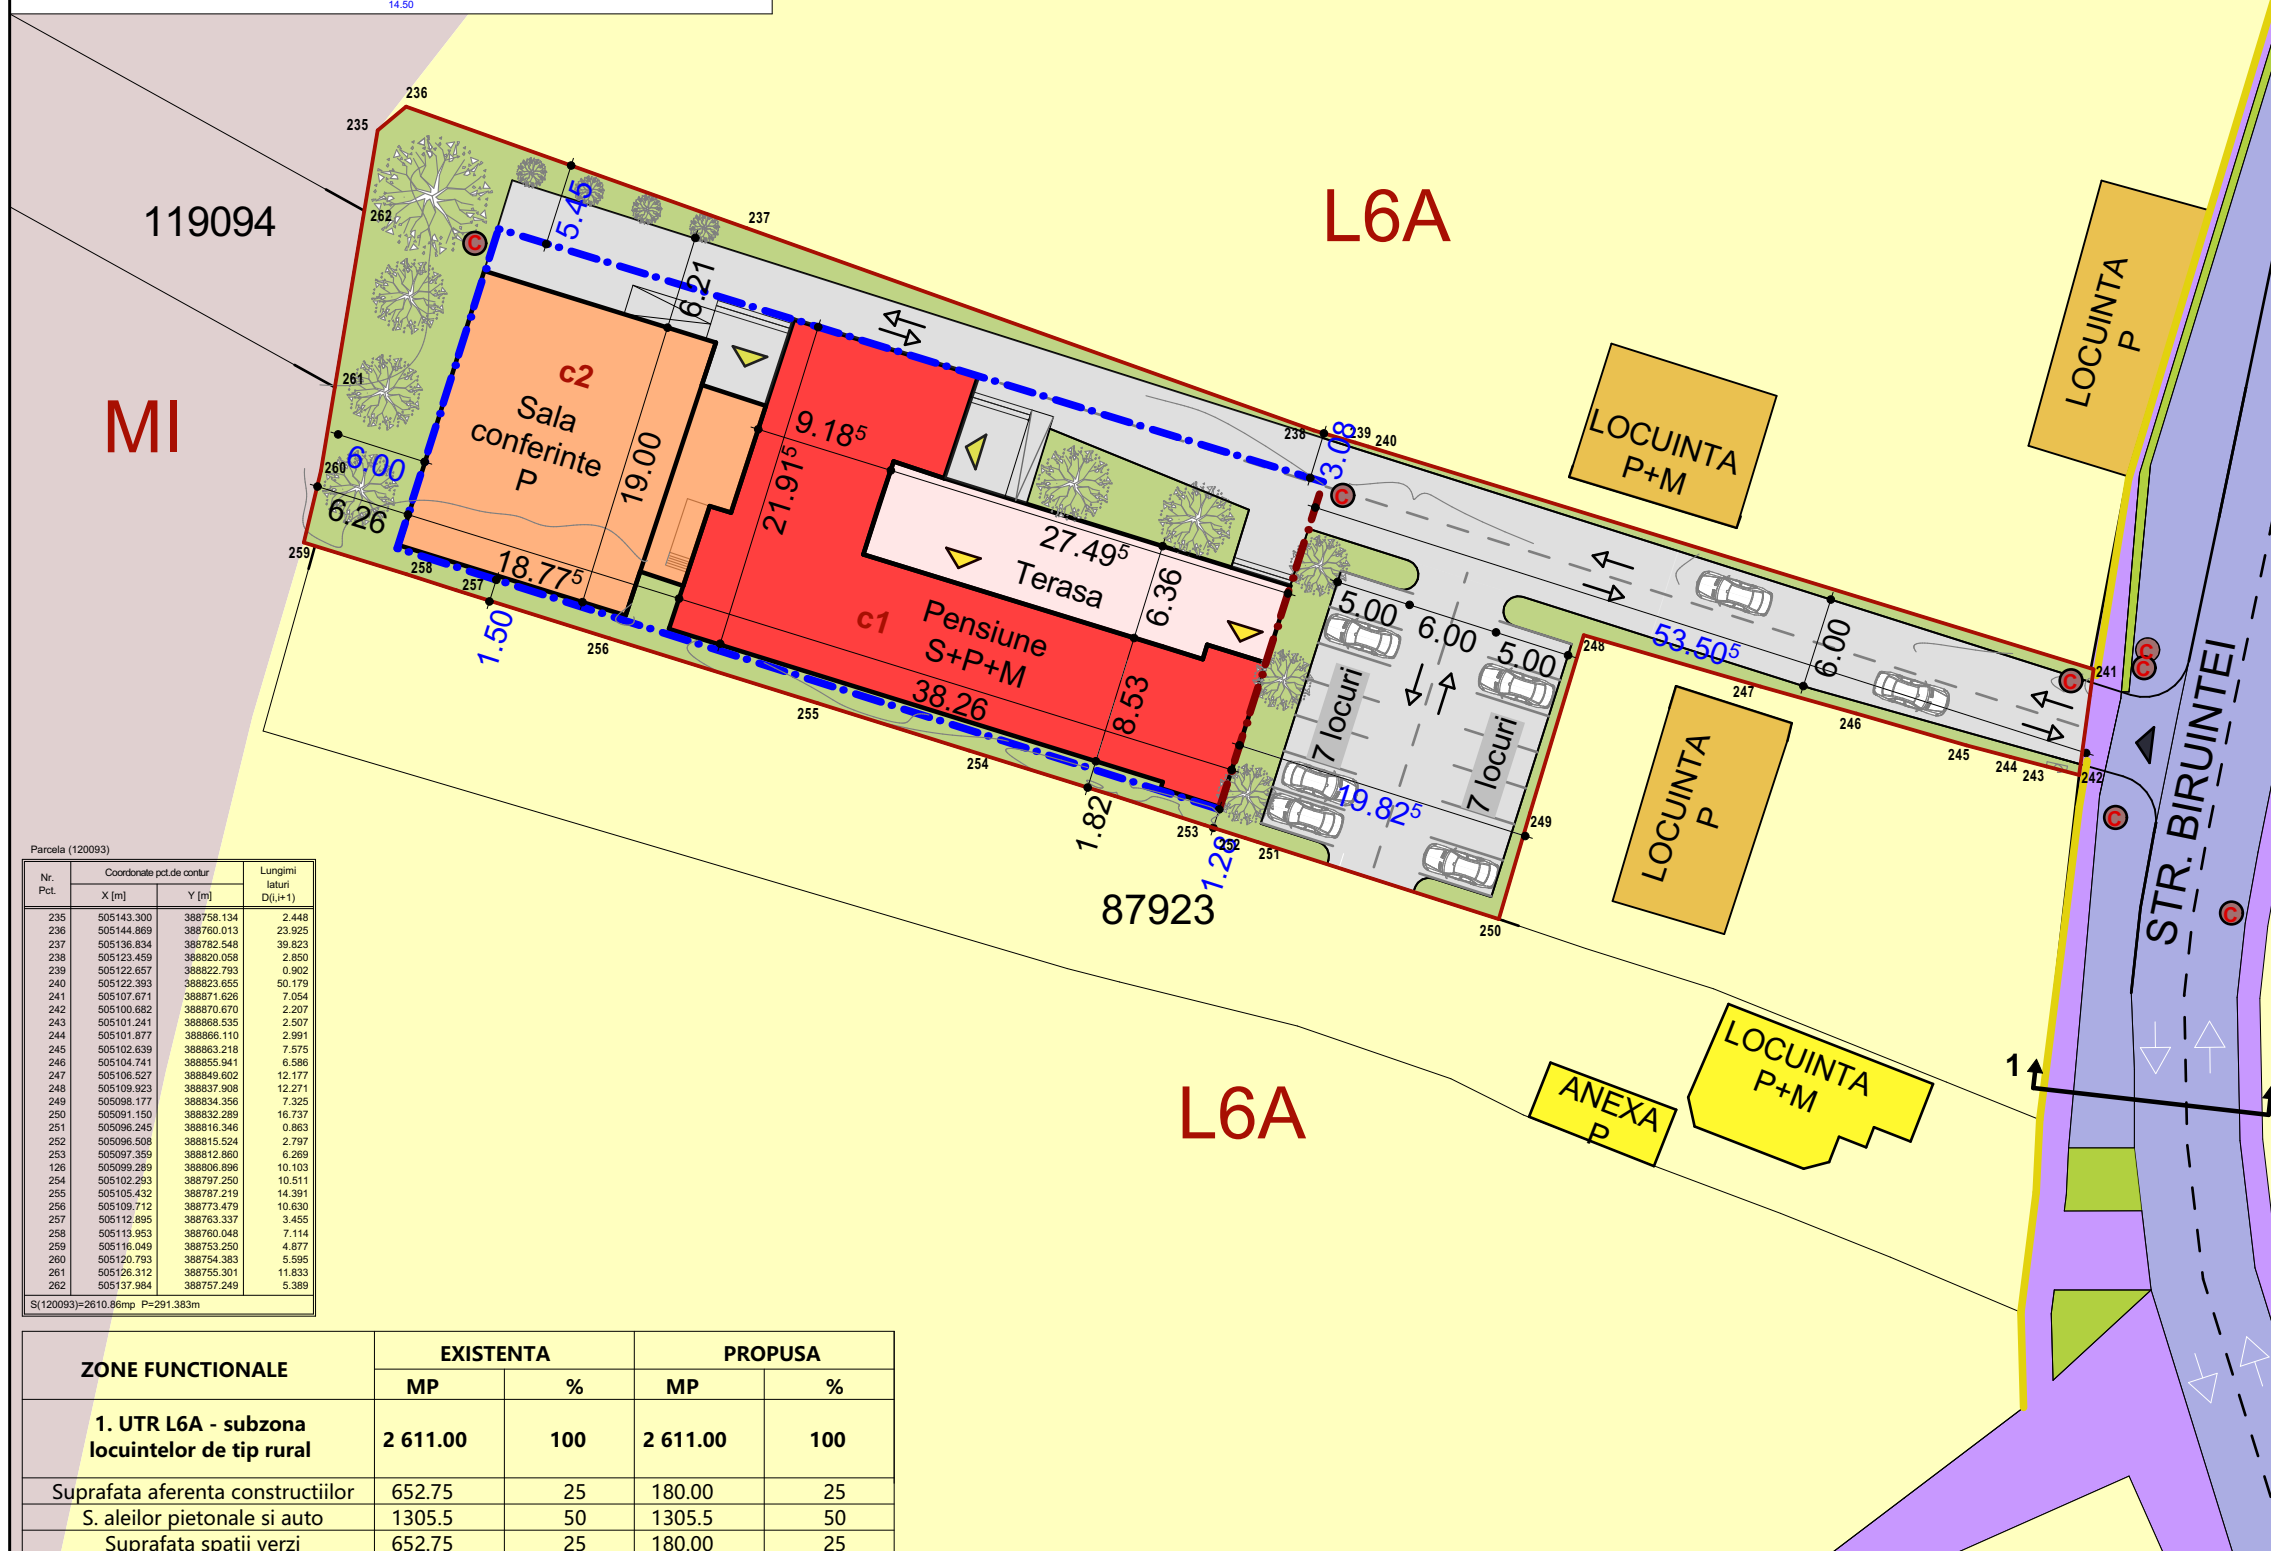 14.50
236
235
262
237
119094
5.45
6.21
L6A
LOCUINTA
P
MI
c2
Sala
conferinte
P
19.00
9.18⁵
21.91⁵
261
260
6.00
6.26
259
258
257
18.77⁵
1.50
256
238
239
240
3.08
LOCUINTA
P+M
27.49⁵
Terasa
6.36
c1
Pensiune
S+P+M
38.26
8.53
255
254
1.82
253
252
251
1.28
87923
5.00
6.00
5.00
7 locuri
7 locuri
19.82⁵
248
53.50⁵
6.00
247
246
245
244
243
242
241
249
250
LOCUINTA
P
C
C
C
C
C
C
C
STR. BIRUINTEI
L6A
ANEXA
P
LOCUINTA
P+M
1
Parcela (120093)
Nr. Pct. Coordonate pct.de contur Lungimi laturi D(i,i+1)
X [m] Y [m]
235 505143.300 388758.134 2.448
236 505144.869 388760.013 23.925
237 505136.834 388782.548 39.823
238 505123.459 388820.058 2.850
239 505122.657 388822.793 0.902
240 505122.393 388823.655 50.179
241 505107.671 388871.626 7.054
242 505100.682 388870.670 2.207
243 505101.241 388868.535 2.507
244 505101.877 388866.110 2.991
245 505102.639 388863.218 7.575
246 505104.741 388855.941 6.586
247 505106.527 388849.602 12.177
248 505109.923 388837.908 12.271
249 505098.177 388834.356 7.325
250 505091.150 388832.289 16.737
251 505096.245 388816.346 0.863
252 505096.508 388815.524 2.797
253 505097.359 388812.860 6.269
126 505099.289 388806.896 10.103
254 505102.293 388797.250 10.511
255 505105.432 388787.219 14.391
256 505109.712 388773.479 10.630
257 505112.895 388763.337 3.455
258 505113.953 388760.048 7.114
259 505116.049 388753.250 4.877
260 505120.793 388754.383 5.595
261 505126.312 388755.301 11.833
262 505137.984 388757.249 5.389
S(120093)=2610.86mp P=291.383m
ZONE FUNCTIONALE EXISTENTA PROPUSA
MP % MP %
1. UTR L6A - subzona
locuintelor de tip rural 2 611.00 100 2 611.00 100
Suprafata aferenta constructiilor 652.75 25 180.00 25
S. aleilor pietonale si auto 1305.5 50 1305.5 50
Suprafata spatii verzi 652.75 25 180.00 25